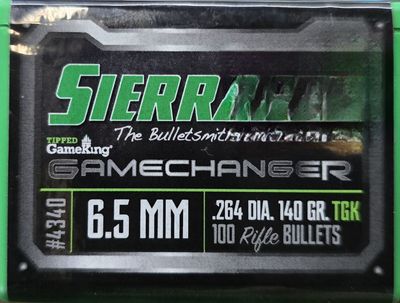 SIERRA
The Bulletsmiths
TIPPED
GameKing
GAMECHANGER
#4340
6.5 MM
.264 DIA. 140 GR. TGK
100 Rifle BULLETS